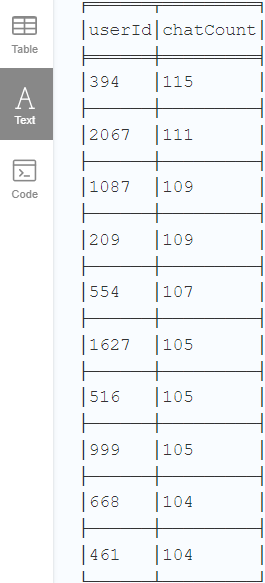 Table
Text
Code
userId chatCount
394 115
2067 111
1087 109
209 109
554 107
1627 105
516 105
999 105
668 104
461 104